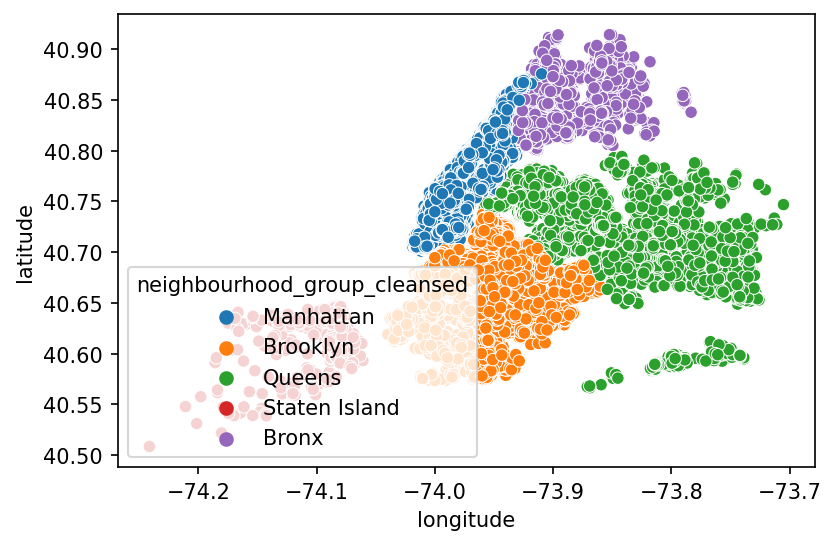 40.90
40.85
40.80
40.75
40.70
40.65
40.60
40.55
40.50
latitude
neighbourhood_group_cleansed
Manhattan
Brooklyn
Queens
Staten Island
Bronx
−74.2
−74.1
−74.0
−73.9
−73.8
−73.7
longitude